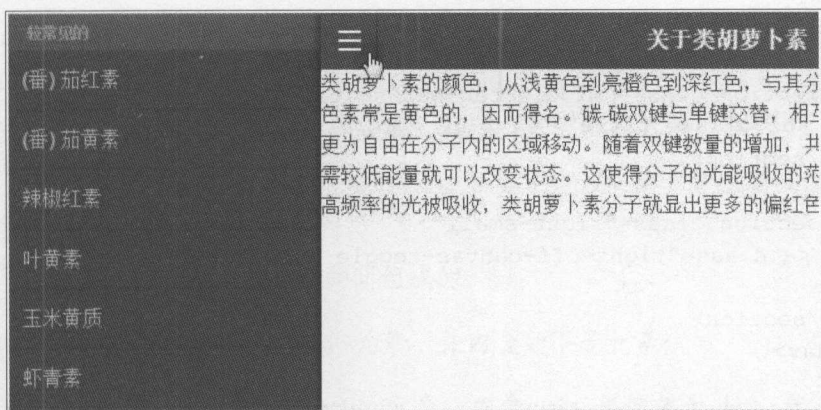 较常见的
(番) 茄红素
(番) 茄黄素
辣椒红素
叶黄素
玉米黄质
虾青素
关于类胡萝卜素
类胡萝卜素的颜色，从浅黄色到亮橙色到深红色，与其分
色素常是黄色的，因而得名。碳-碳双键与单键交替，相互
更为自由在分子内的区域移动。随着双键数量的增加，共
需较低能量就可以改变状态。这使得分子的光能吸收的范
高频率的光被吸收，类胡萝卜素分子就显出更多的偏红色